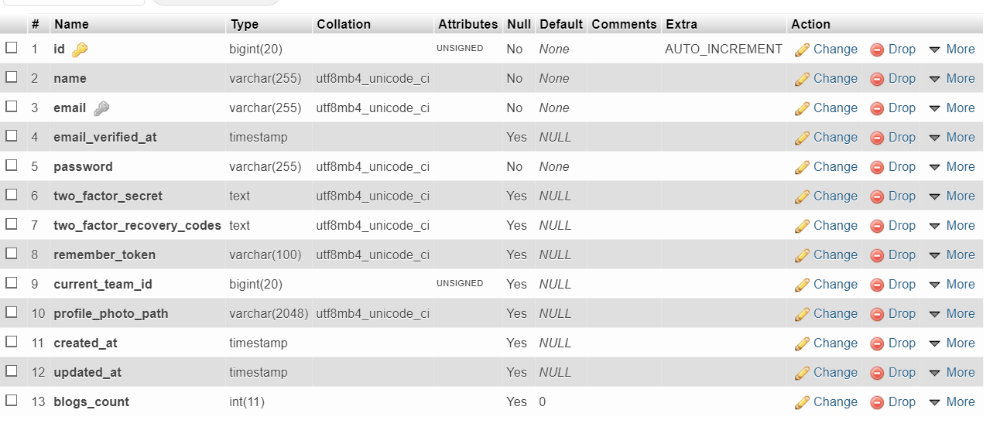 # Name Type Collation Attributes Null Default Comments Extra Action
1 id bigint(20) UNSIGNED No None AUTO_INCREMENT Change Drop More
2 name varchar(255) utf8mb4_unicode_ci No None Change Drop More
3 email varchar(255) utf8mb4_unicode_ci No None Change Drop More
4 email_verified_at timestamp Yes NULL Change Drop More
5 password varchar(255) utf8mb4_unicode_ci No None Change Drop More
6 two_factor_secret text utf8mb4_unicode_ci Yes NULL Change Drop More
7 two_factor_recovery_codes text utf8mb4_unicode_ci Yes NULL Change Drop More
8 remember_token varchar(100) utf8mb4_unicode_ci Yes NULL Change Drop More
9 current_team_id bigint(20) UNSIGNED Yes NULL Change Drop More
10 profile_photo_path varchar(2048) utf8mb4_unicode_ci Yes NULL Change Drop More
11 created_at timestamp Yes NULL Change Drop More
12 updated_at timestamp Yes NULL Change Drop More
13 blogs_count int(11) Yes 0 Change Drop More